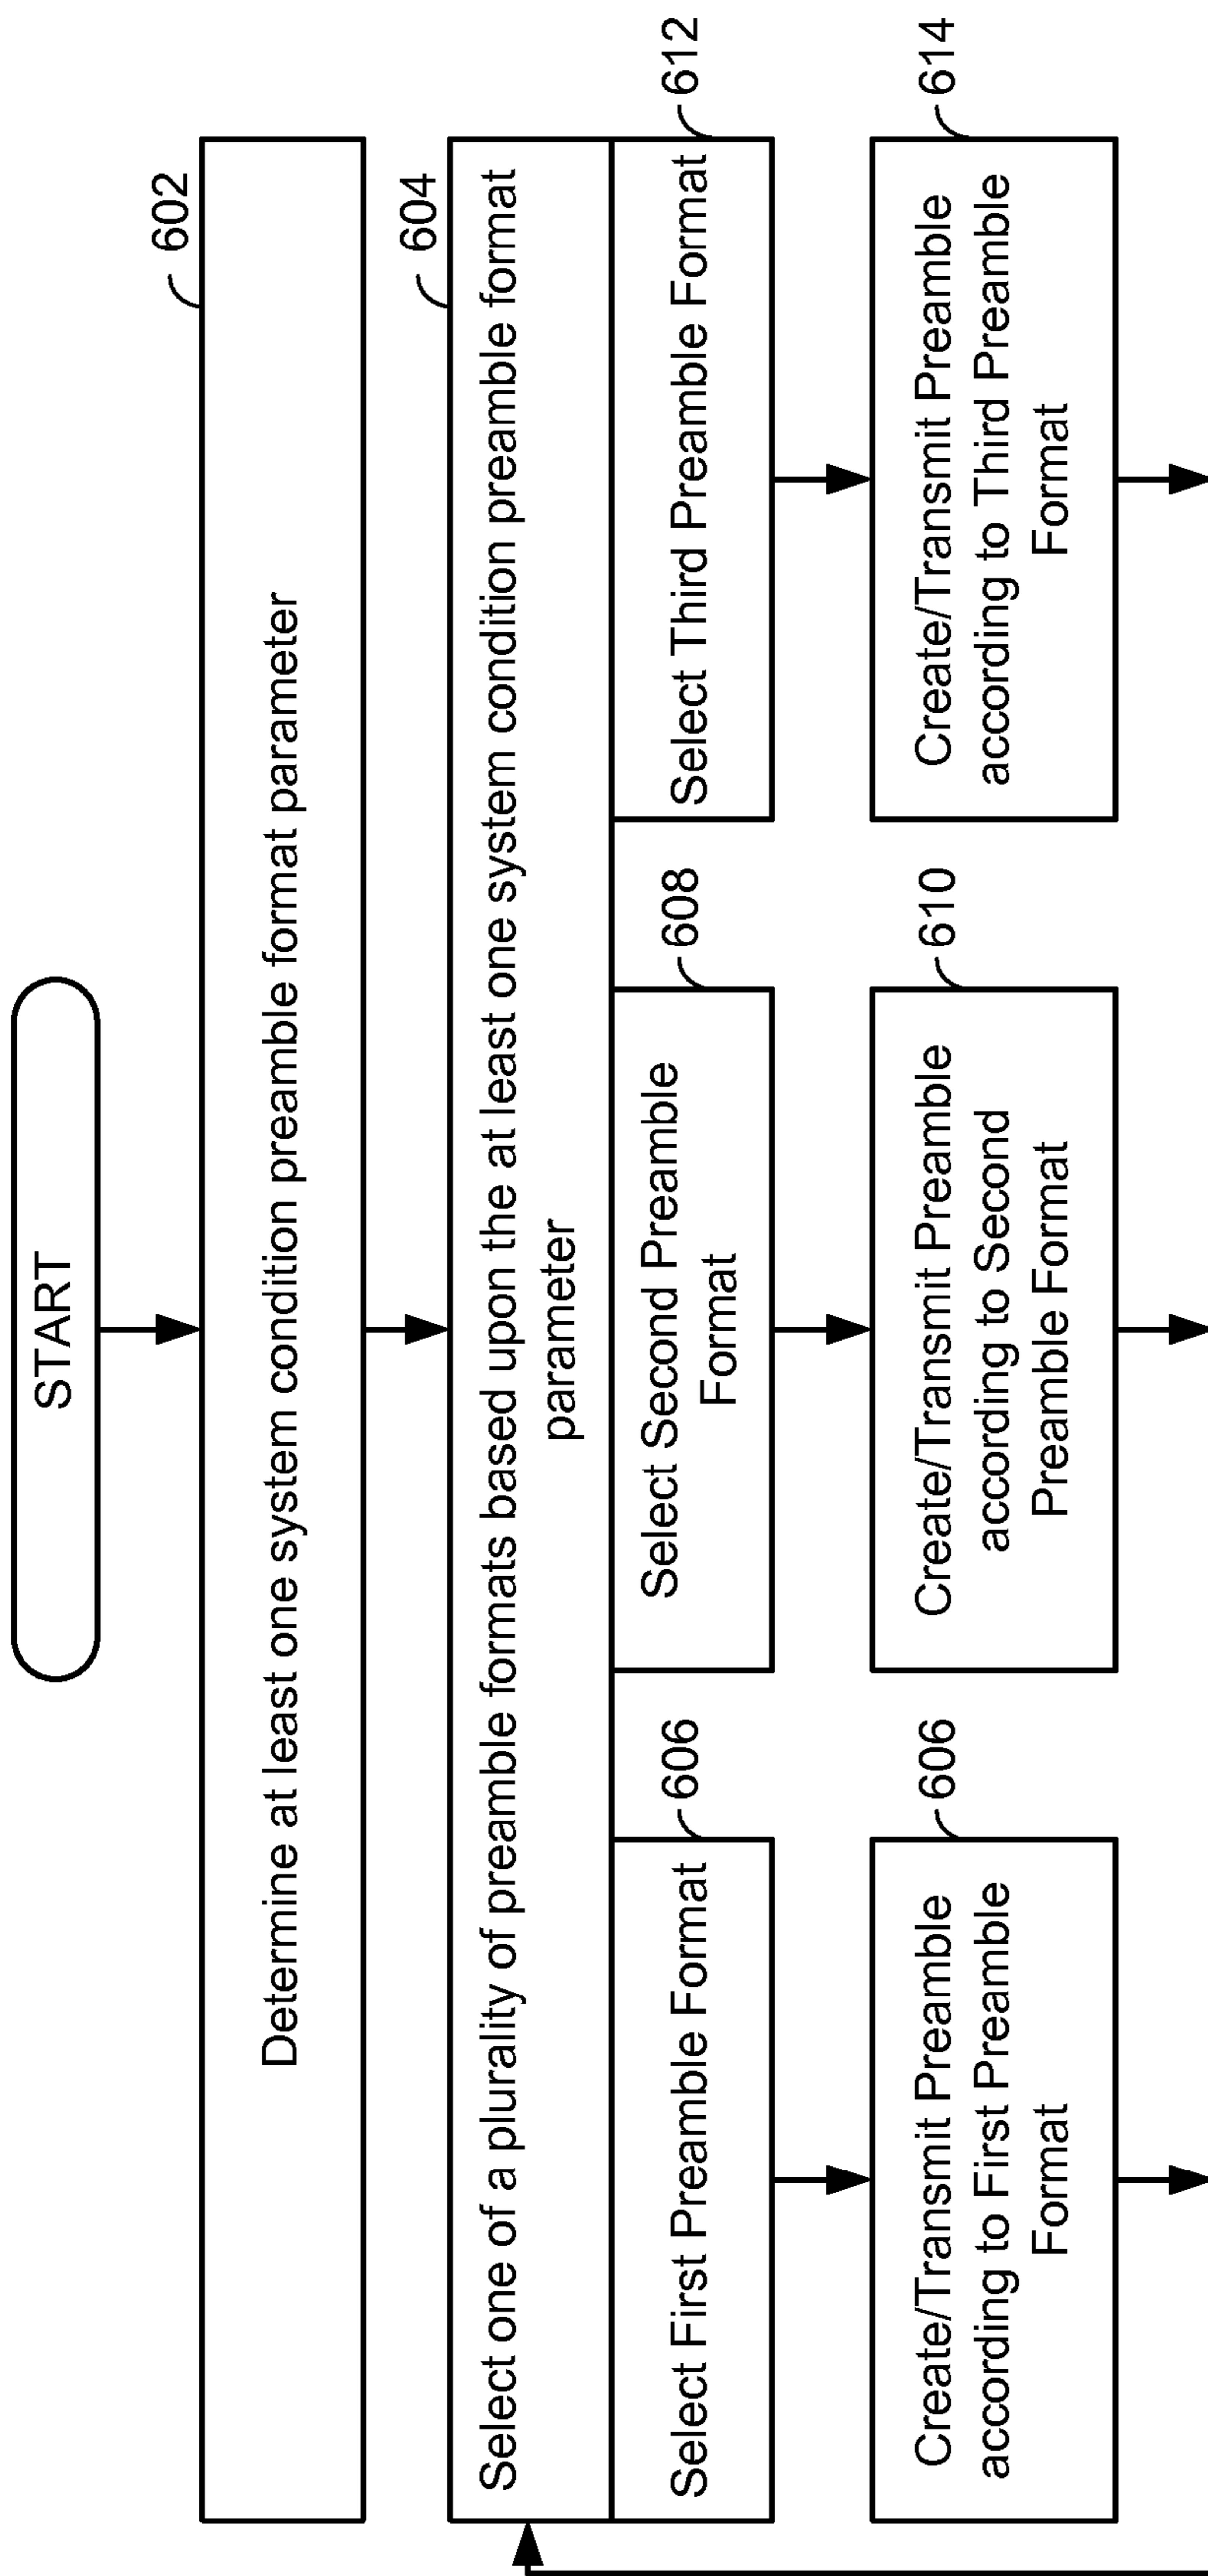 START
602
Determine at least one system condition preamble format parameter
604
Select one of a plurality of preamble formats based upon the at least one system condition preamble format
parameter
606
Select First Preamble Format
608
Select Second Preamble
Format
612
Select Third Preamble Format
606
Create/Transmit Preamble
according to First Preamble
Format
610
Create/Transmit Preamble
according to Second
Preamble Format
614
Create/Transmit Preamble
according to Third Preamble
Format